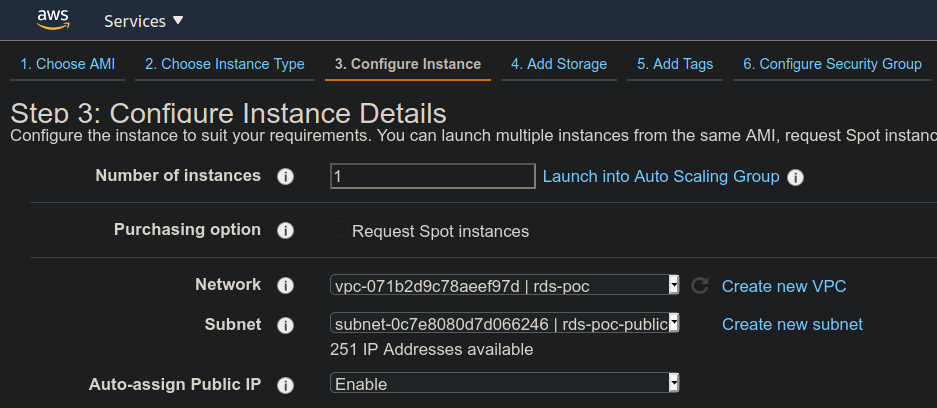 aws Services
1. Choose AMI 2. Choose Instance Type 3. Configure Instance 4. Add Storage 5. Add Tags 6. Configure Security Group
Step 3: Configure Instance Details
Configure the instance to suit your requirements. You can launch multiple instances from the same AMI, request Spot instanc
Number of instances i 1 Launch into Auto Scaling Group i
Purchasing option i Request Spot instances
Network i vpc-071b2d9c78aeef97d | rds-poc Create new VPC
Subnet i subnet-0c7e8080d7d066246 | rds-poc-public Create new subnet
251 IP Addresses available
Auto-assign Public IP i Enable